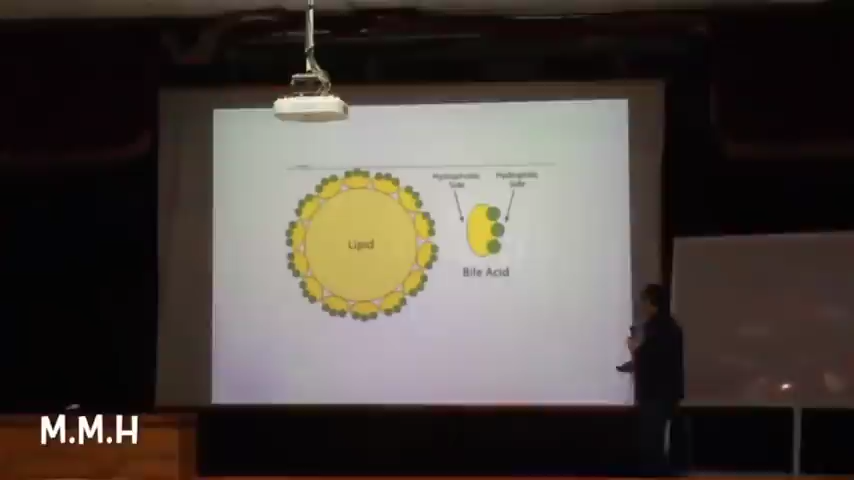 Hydrophobic
Side
Hydrophilic
Side
Lipid
Bile Acid
M.M.H